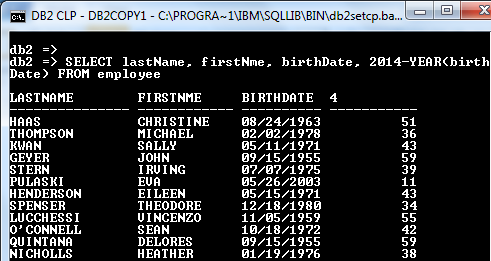 DB2 CLP - DB2COPY1 - C:\PROGRA~1\IBM\SQLLIB\BIN\db2setcp.ba...
db2 =>
db2 => SELECT lastName, firstNme, birthDate, 2014-YEAR(birth
Date) FROM employee
LASTNAME FIRSTNME BIRTHDATE 4
--------------- ------------ ---------- -----------
HAAS CHRISTINE 08/24/1963 51
THOMPSON MICHAEL 02/02/1978 36
KWAN SALLY 05/11/1971 43
GEYER JOHN 09/15/1955 59
STERN IRVING 07/07/1975 39
PULASKI EVA 05/26/2003 11
HENDERSON EILEEN 05/15/1971 43
SPENSER THEODORE 12/18/1980 34
LUCCHESSI VINCENZO 11/05/1959 55
O'CONNELL SEAN 10/18/1972 42
QUINTANA DELORES 09/15/1955 59
NICHOLLS HEATHER 01/19/1976 38